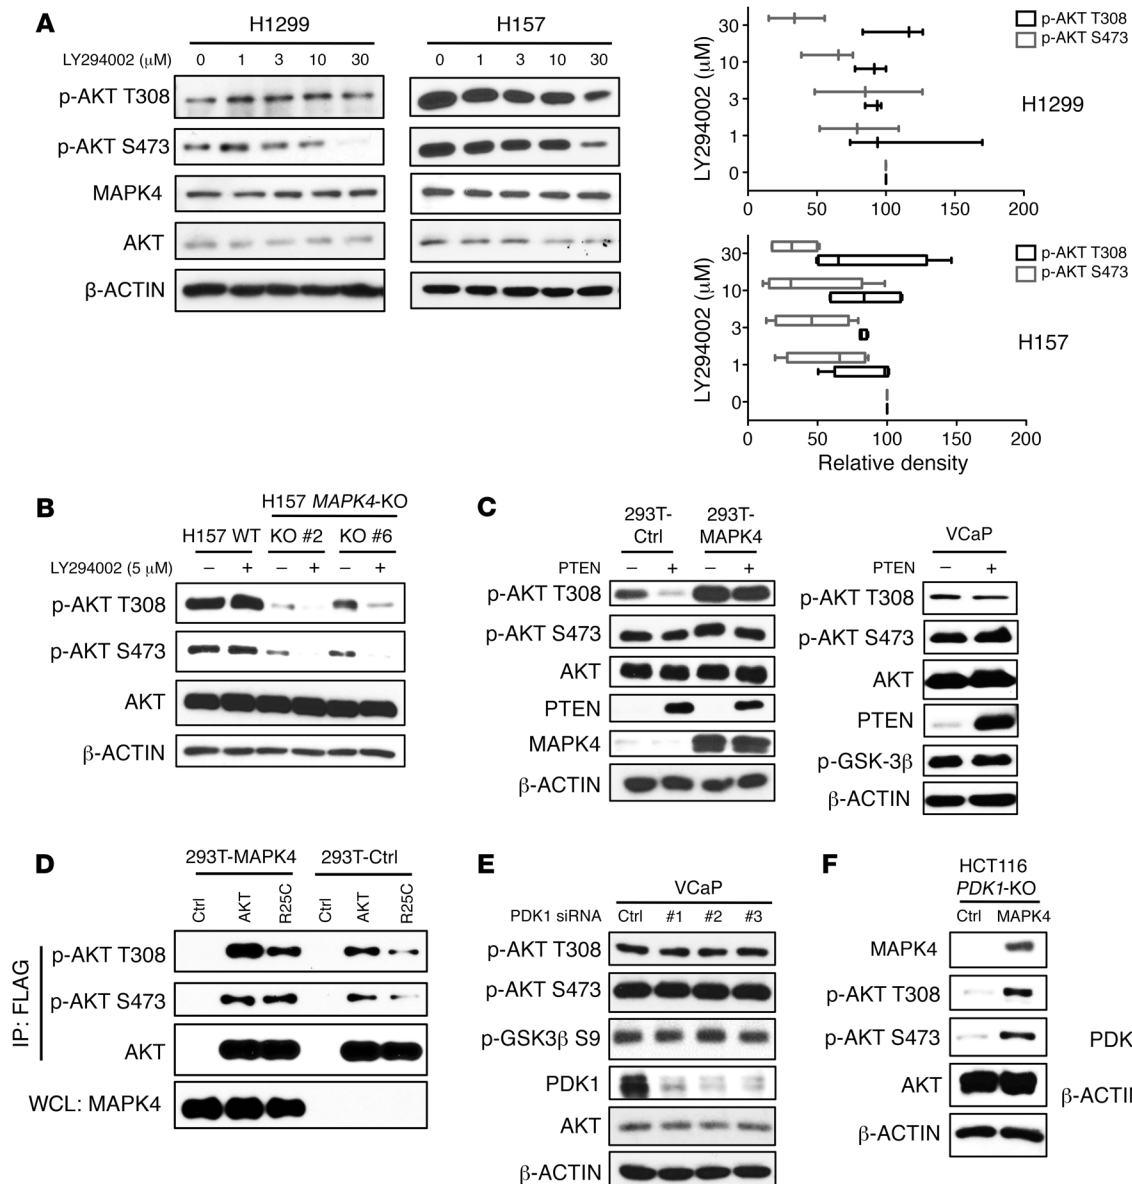 A
H1299
H157
LY294002 (μM)
0 1 3 10 30
0 1 3 10 30
p-AKT T308
p-AKT S473
MAPK4
AKT
β-ACTIN
LY294002 (μM)
30
10
3
1
0
0 50 100 150 200
p-AKT T308
p-AKT S473
H1299
LY294002 (μM)
30
10
3
1
0
0 50 100 150 200
Relative density
p-AKT T308
p-AKT S473
H157
B
H157 MAPK4-KO
H157 WT KO #2 KO #6
LY294002 (5 μM)
– + – + – +
p-AKT T308
p-AKT S473
AKT
β-ACTIN
C
293T-
Ctrl
293T-
MAPK4
PTEN – + – +
p-AKT T308
p-AKT S473
AKT
PTEN
MAPK4
β-ACTIN
VCaP
PTEN – +
p-AKT T308
p-AKT S473
AKT
PTEN
p-GSK-3β
β-ACTIN
D
293T-MAPK4 293T-Ctrl
Ctrl AKT R25C Ctrl AKT R25C
IP: FLAG
p-AKT T308
p-AKT S473
AKT
WCL: MAPK4
E
VCaP
PDK1 siRNA Ctrl #1 #2 #3
p-AKT T308
p-AKT S473
p-GSK3β S9
PDK1
AKT
β-ACTIN
F
HCT116
PDK1-KO
Ctrl MAPK4
MAPK4
p-AKT T308
p-AKT S473
AKT
β-ACTIN
PDK
β-ACTI